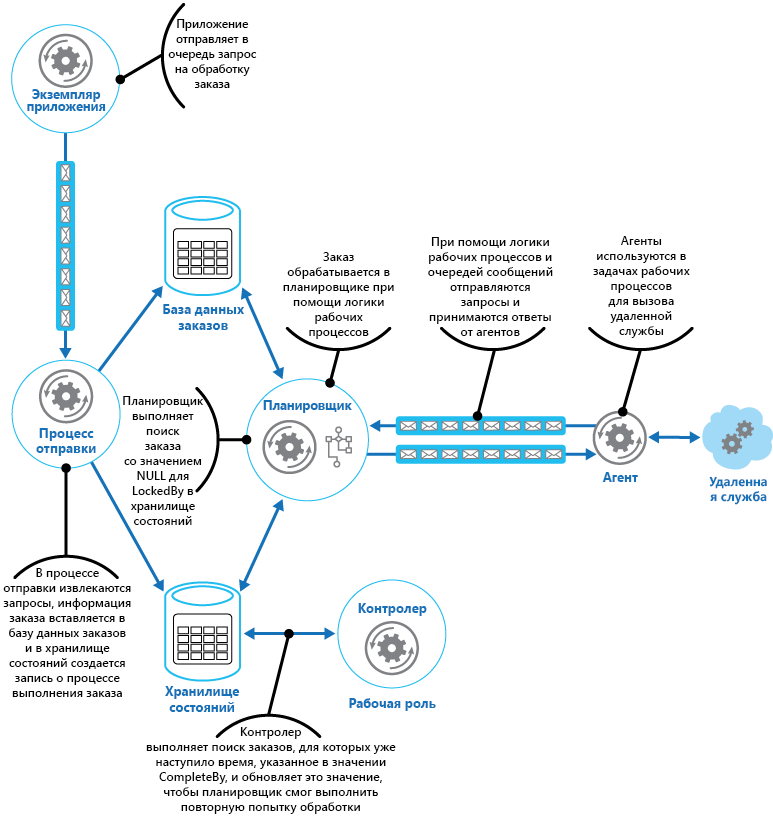 Приложение
отправляет в
очередь запрос
на обработку
заказа
Экземпляр
приложения
База данных
заказов
Заказ
обрабатывается в
планировщике при
помощи логики
рабочих
процессов
При помощи логики
рабочих процессов и
очередей сообщений
отправляются
запросы и
принимаются ответы
от агентов
Агенты
используются в
задачах рабочих
процессов
для вызова
удаленной
службы
Процесс
отправки
Планировщик
выполняет
поиск
заказа
со значением
NULL для
LockedBy в
хранилище
состояний
Планировщик
Агент
Удаленна
я служба
В процессе
отправки извлекаются
запросы, информация
заказа вставляется в
базу данных заказов
и в хранилище
состояний создается
запись о процессе
выполнения заказа
Хранилище
состояний
Контролер
Рабочая роль
Контролер
выполняет поиск заказов, для которых уже
наступило время, указанное в значении
CompleteBy, и обновляет это значение,
чтобы планировщик смог выполнить
повторную попытку обработки